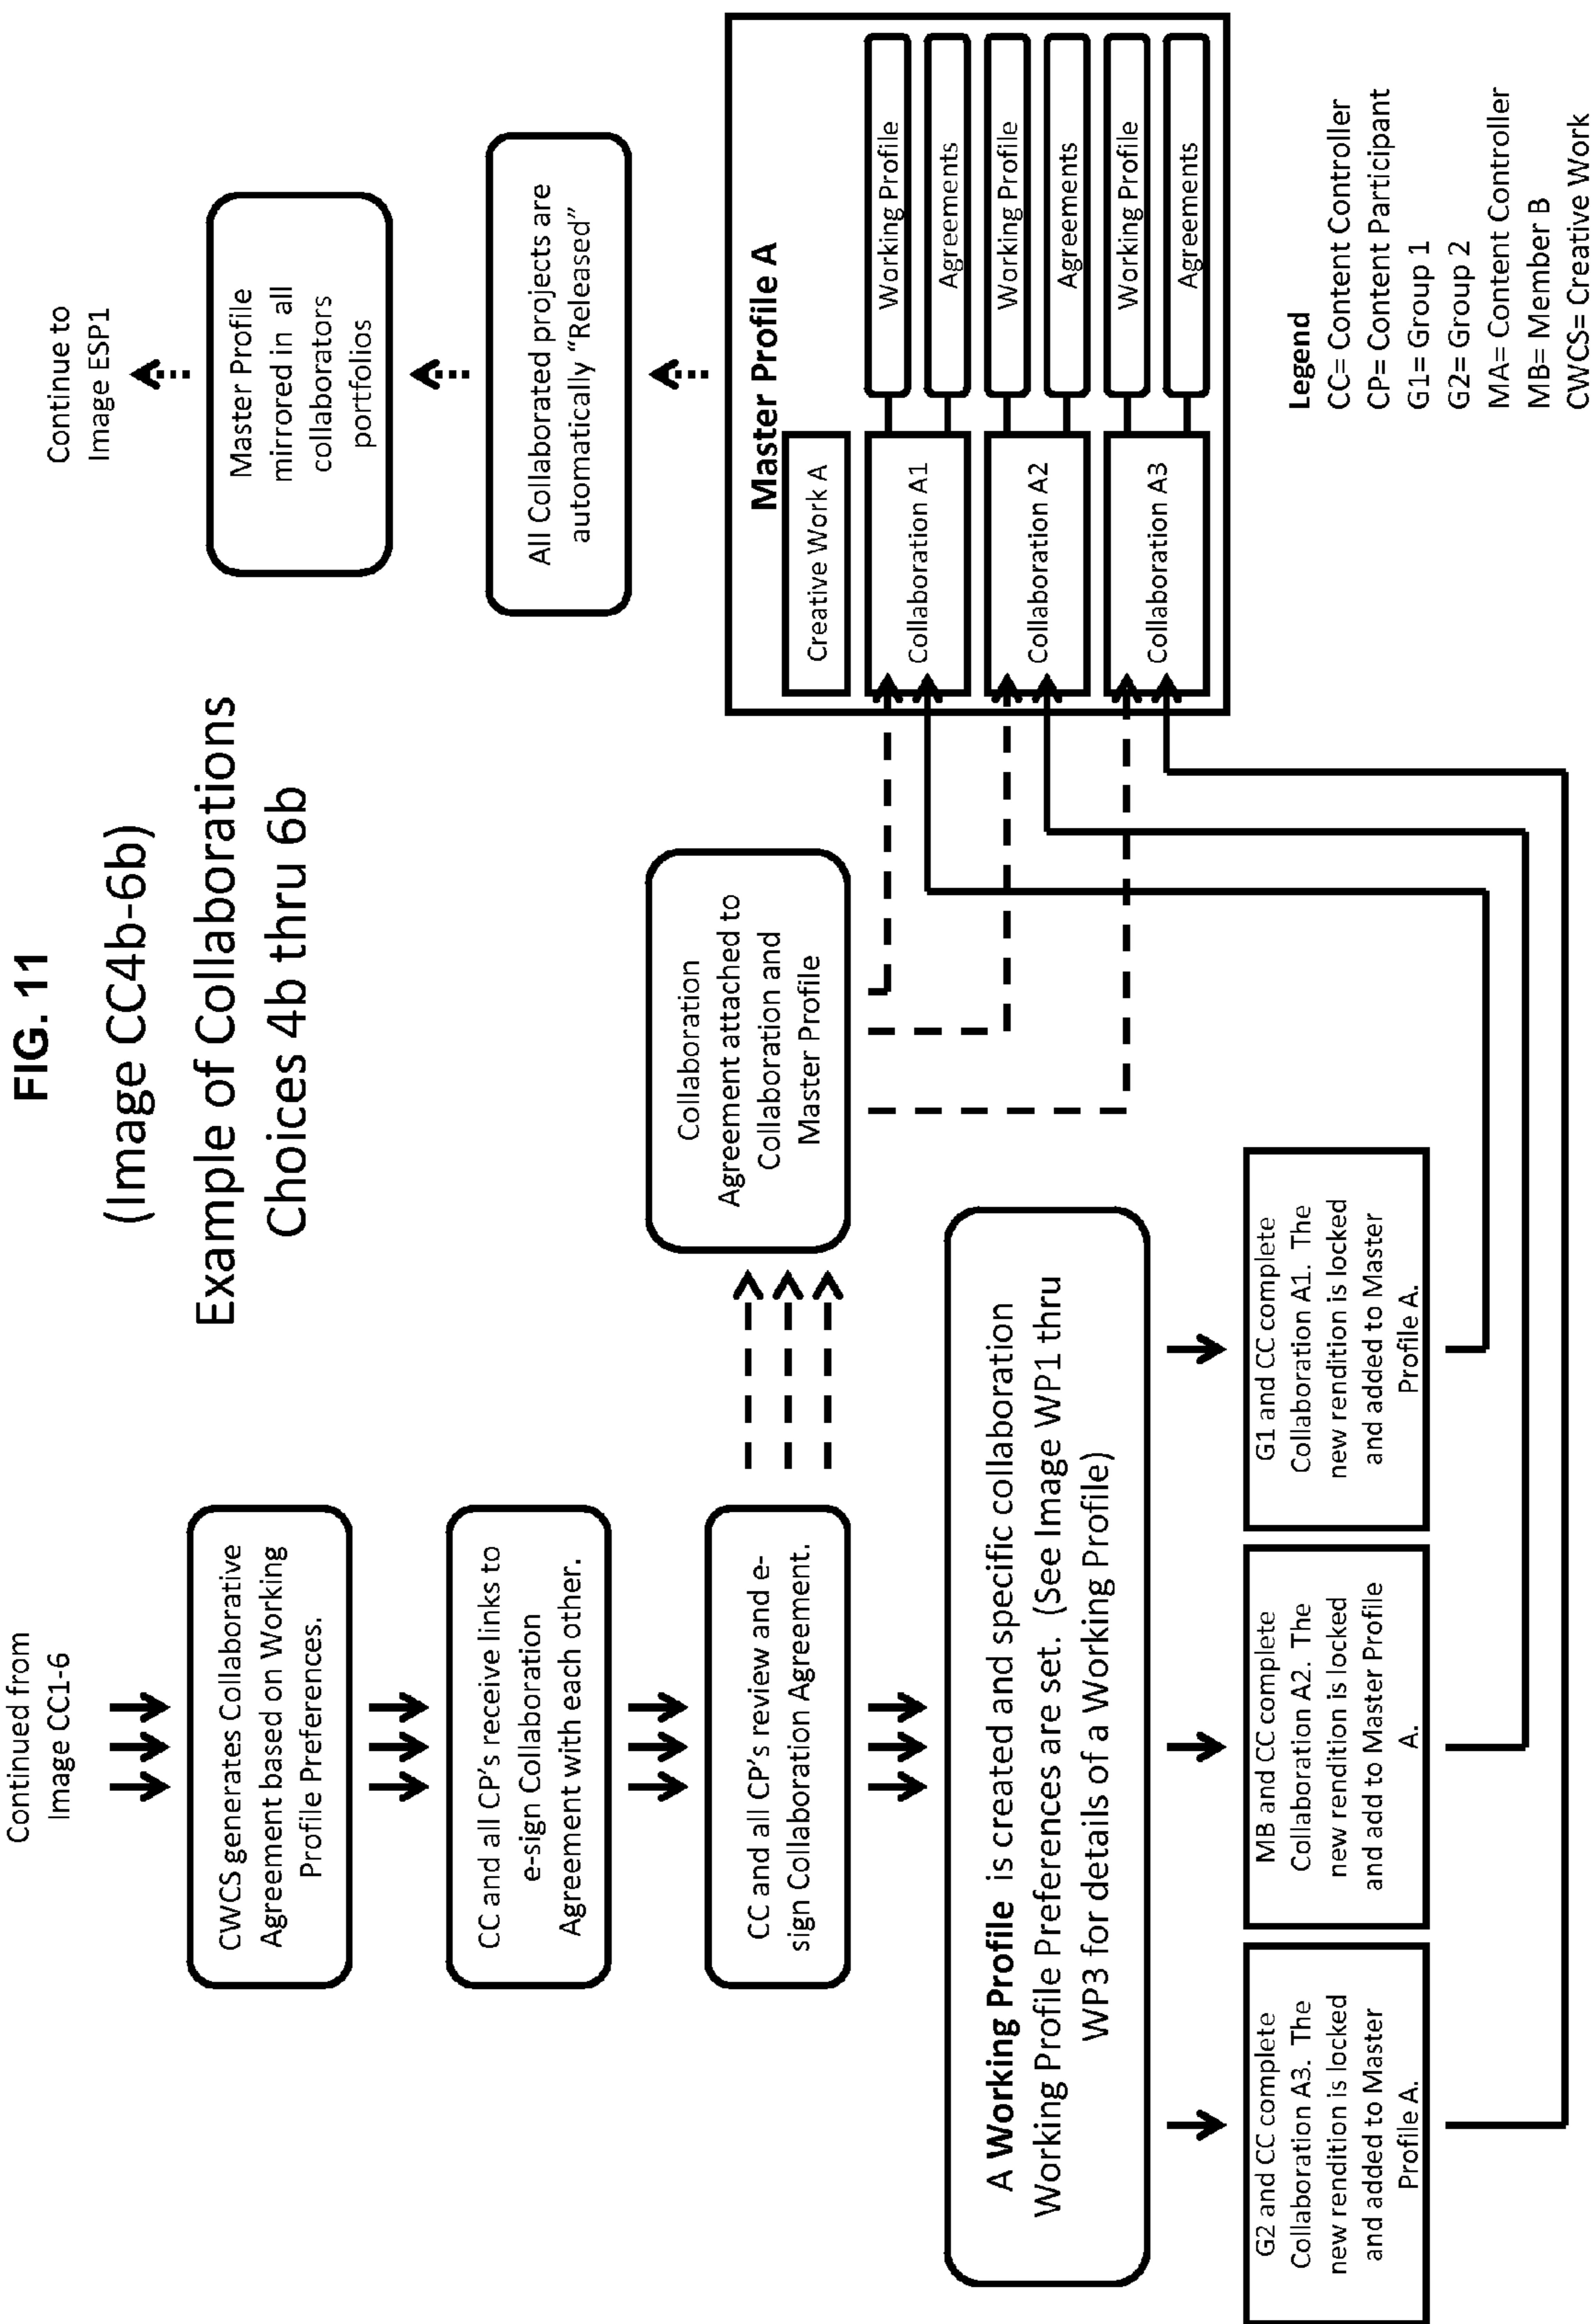 FIG. 11
(Image CC4b-6b)
Example of Collaborations
Choices 4b thru 6b
Continued from
Image CC1-6
CWCS generates Collaborative
Agreement based on Working
Profile Preferences.
CC and all CP's receive links to
e-sign Collaboration
Agreement with each other.
CC and all CP's review and e-
sign Collaboration Agreement.
Collaboration
Agreement attached to
Collaboration and
Master Profile
A Working Profile is created and specific collaboration
Working Profile Preferences are set. (See Image WP1 thru
WP3 for details of a Working Profile)
G2 and CC complete
Collaboration A3. The
new rendition is locked
and added to Master
Profile A.
MB and CC complete
Collaboration A2. The
new rendition is locked
and add to Master Profile
A.
G1 and CC complete
Collaboration A1. The
new rendition is locked
and added to Master
Profile A.
Continue to
Image ESP1
Master Profile
mirrored in all
collaborators
portfolios
All Collaborated projects are
automatically “Released”
Master Profile A
Creative Work A
Collaboration A1
Working Profile
Agreements
Collaboration A2
Working Profile
Agreements
Collaboration A3
Working Profile
Agreements
Legend
CC= Content Controller
CP= Content Participant
G1= Group 1
G2= Group 2
MA= Content Controller
MB= Member B
CWCS= Creative Work